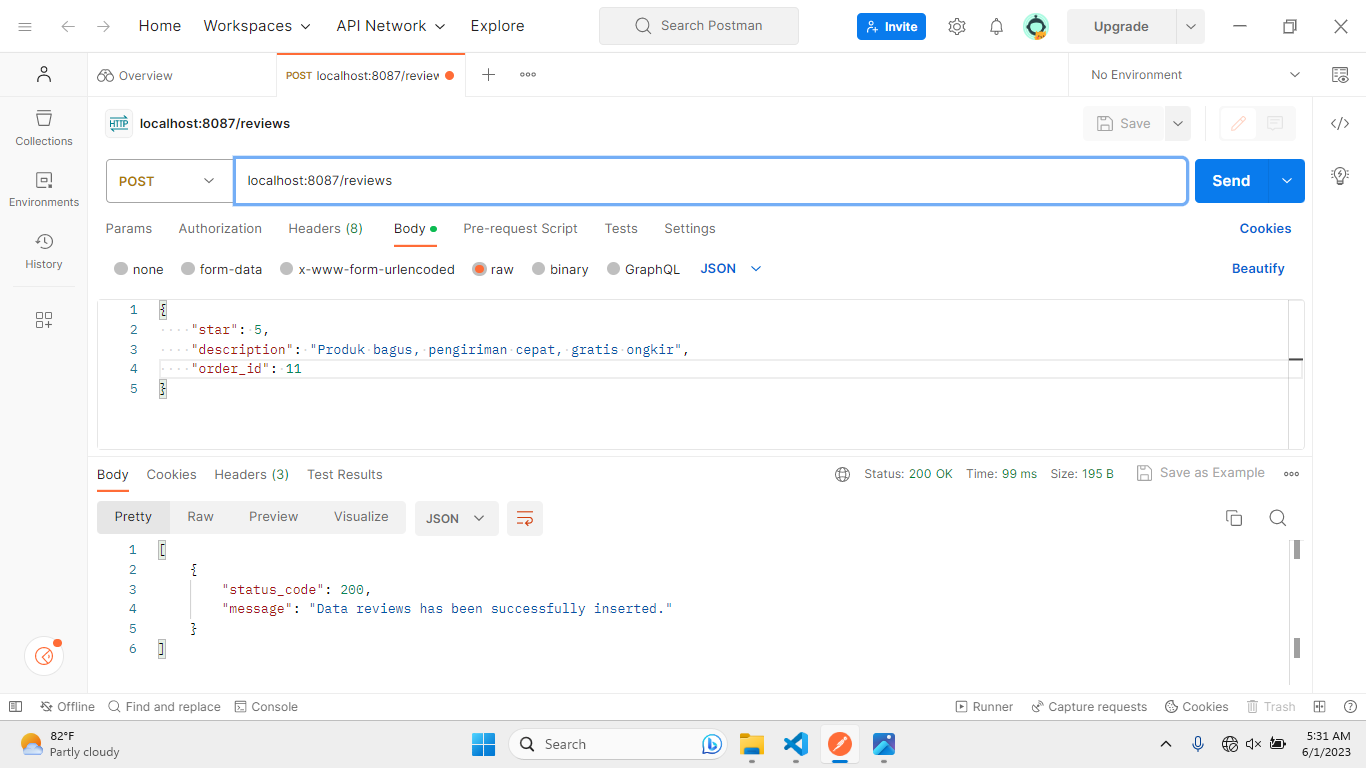 Home Workspaces API Network Explore Search Postman Invite Upgrade
Overview POST localhost:8087/review No Environment
HTTP localhost:8087/reviews Save
Collections
POST localhost:8087/reviews Send
Environments
Params Authorization Headers (8) Body Pre-request Script Tests Settings Cookies
History
none form-data x-www-form-urlencoded raw binary GraphQL JSON Beautify
1 {
2 "star": 5,
3 "description": "Produk bagus, pengiriman cepat, gratis ongkir",
4 "order_id": 11
5 }
Body Cookies Headers (3) Test Results Status: 200 OK Time: 99 ms Size: 195 B Save as Example
Pretty Raw Preview Visualize JSON
1 [
2 {
3 "status_code": 200,
4 "message": "Data reviews has been successfully inserted."
5 }
6 ]
Offline Find and replace Console Runner Capture requests Cookies Trash
82°F
Partly cloudy
Search
5:31 AM
6/1/2023